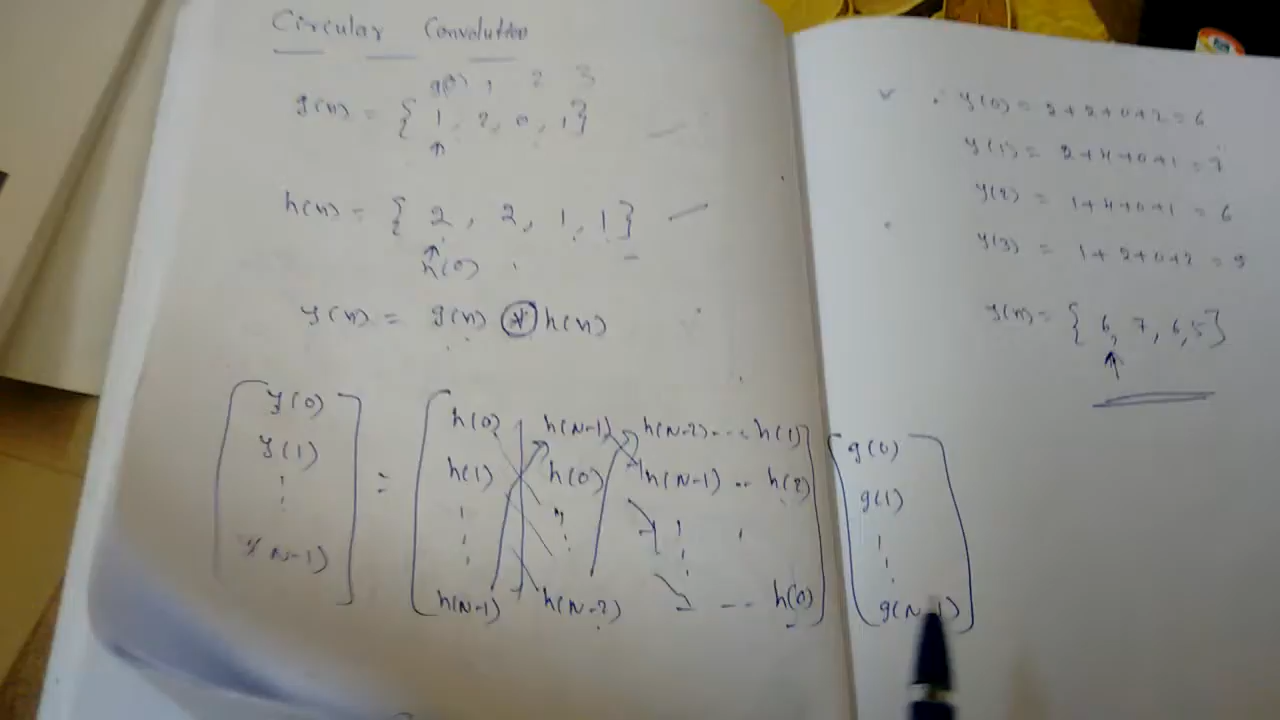 Circular Convolution
g(0) 1 2 3
g(n) = { 1, 2, 0, 1 }
↑
h(n) = { 2, 2, 1, 1 }
↑
h(0)
y(n) = g(n) ⊛ h(n)
y(0)
y(1)
⋮
y(N-1)
=
h(0) h(N-1) h(N-2) ... h(1)
h(1) h(0) h(N-1) .. h(2)
⋮ ⋮ ⋮
h(N-1) h(N-2) -- h(0)
g(0)
g(1)
⋮
g(N-1)
y(0) = 2+2+0+2 = 6
y(1) = 2+4+0+1 = 7
y(2) = 1+4+0+1 = 6
y(3) = 1+2+0+2 = 5
y(n) = { 6, 7, 6, 5 }
↑